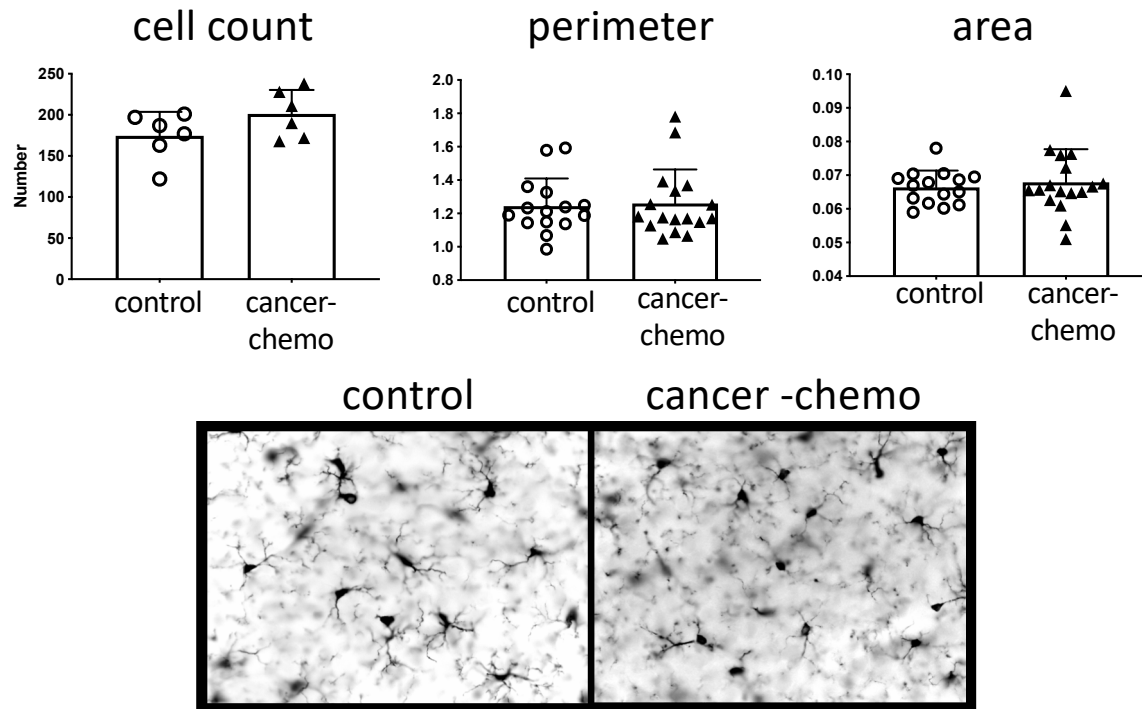 cell count
Number
250
200
150
100
50
0
control
cancer-
chemo
perimeter
2.0
1.8
1.6
1.4
1.2
1.0
0.8
control
cancer-
chemo
area
0.10
0.09
0.08
0.07
0.06
0.05
0.04
control
cancer-
chemo
control
cancer -chemo